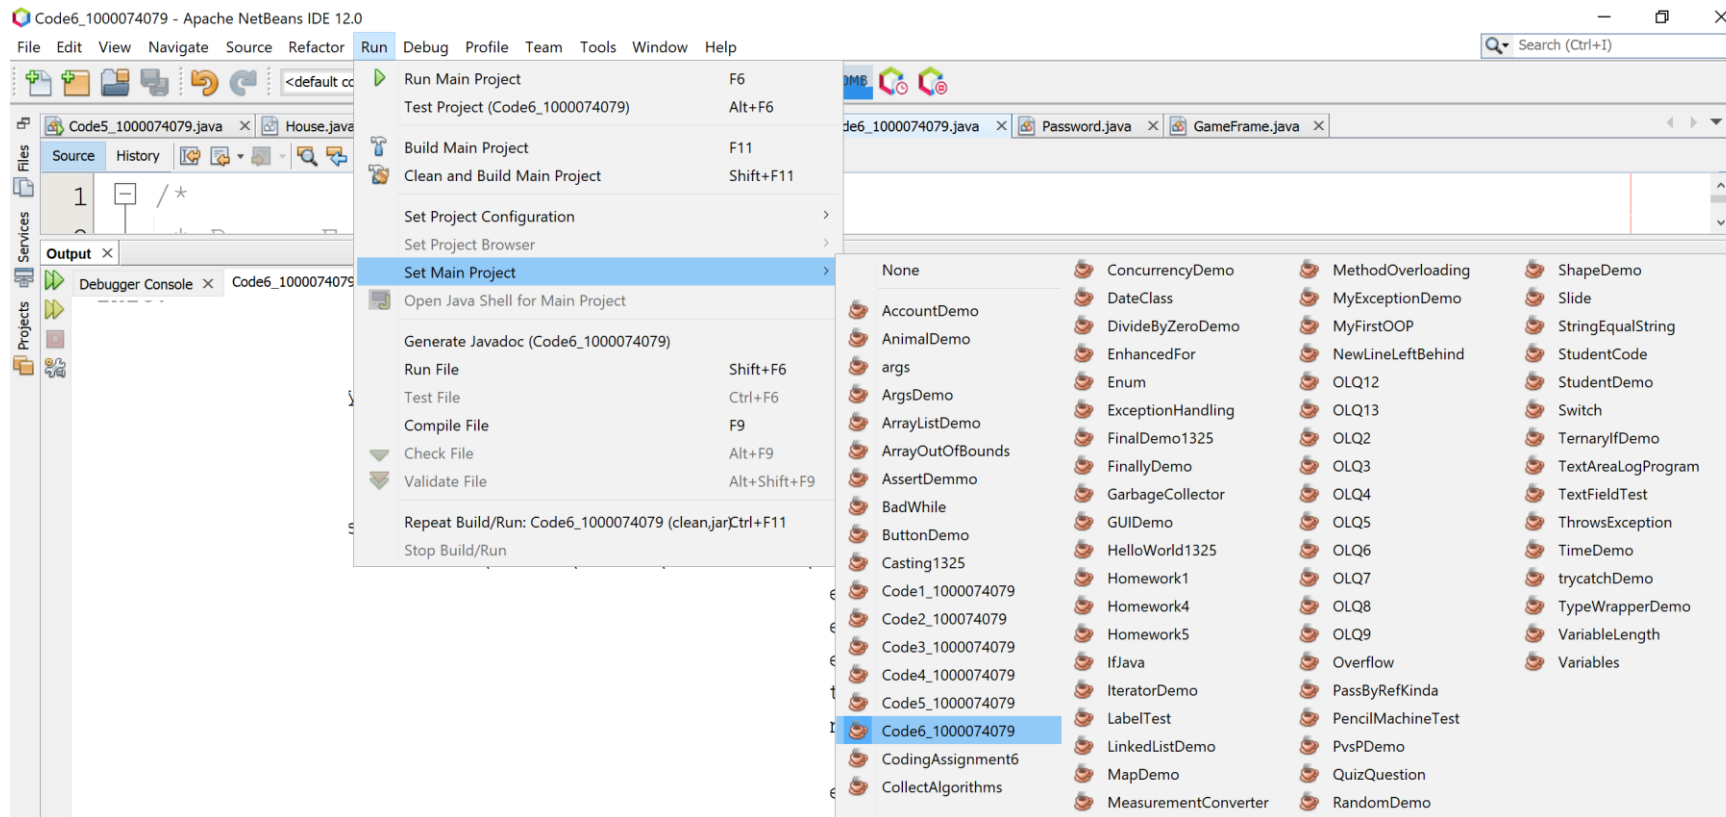 Code6_1000074079 - Apache NetBeans IDE 12.0
File Edit View Navigate Source Refactor Run Debug Profile Team Tools Window Help
Search (Ctrl+I)
<default co
Code5_1000074079.java
House.java
de6_1000074079.java
Password.java
GameFrame.java
Source History
Files
Services
Projects
1 /*
Output
Debugger Console
Code6_1000074079
Run Main Project F6
Test Project (Code6_1000074079) Alt+F6
Build Main Project F11
Clean and Build Main Project Shift+F11
Set Project Configuration
Set Project Browser
Set Main Project
Open Java Shell for Main Project
Generate Javadoc (Code6_1000074079)
Run File Shift+F6
Test File Ctrl+F6
Compile File F9
Check File Alt+F9
Validate File Alt+Shift+F9
Repeat Build/Run: Code6_1000074079 (clean,jar) Ctrl+F11
Stop Build/Run
None
AccountDemo
AnimalDemo
args
ArgsDemo
ArrayListDemo
ArrayOutOfBounds
AssertDemmo
BadWhile
ButtonDemo
Casting1325
Code1_1000074079
Code2_100074079
Code3_1000074079
Code4_1000074079
Code5_1000074079
Code6_1000074079
CodingAssignment6
CollectAlgorithms
ConcurrencyDemo
DateClass
DivideByZeroDemo
EnhancedFor
Enum
ExceptionHandling
FinalDemo1325
FinallyDemo
GarbageCollector
GUIDemo
HelloWorld1325
Homework1
Homework4
Homework5
IfJava
IteratorDemo
LabelTest
LinkedListDemo
MapDemo
MeasurementConverter
MethodOverloading
MyExceptionDemo
MyFirstOOP
NewLineLeftBehind
OLQ12
OLQ13
OLQ2
OLQ3
OLQ4
OLQ5
OLQ6
OLQ7
OLQ8
OLQ9
Overflow
PassByRefKinda
PencilMachineTest
PvsPDemo
QuizQuestion
RandomDemo
ShapeDemo
Slide
StringEqualString
StudentCode
StudentDemo
Switch
TernaryIfDemo
TextAreaLogProgram
TextFieldTest
ThrowsException
TimeDemo
trycatchDemo
TypeWrapperDemo
VariableLength
Variables